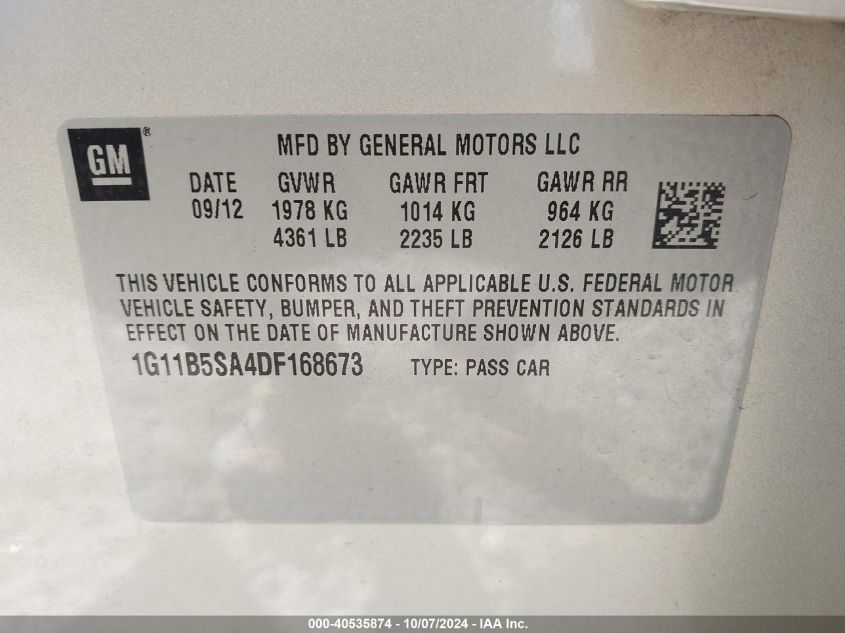 GM®
MFD BY GENERAL MOTORS LLC
DATE GVWR GAWR FRT GAWR RR
09/12 1978 KG 1014 KG 964 KG
4361 LB 2235 LB 2126 LB
THIS VEHICLE CONFORMS TO ALL APPLICABLE U.S. FEDERAL MOTOR
VEHICLE SAFETY, BUMPER, AND THEFT PREVENTION STANDARDS IN
EFFECT ON THE DATE OF MANUFACTURE SHOWN ABOVE.
1G11B5SA4DF168673 TYPE: PASS CAR
000-40535874 - 10/07/2024 - IAA Inc.